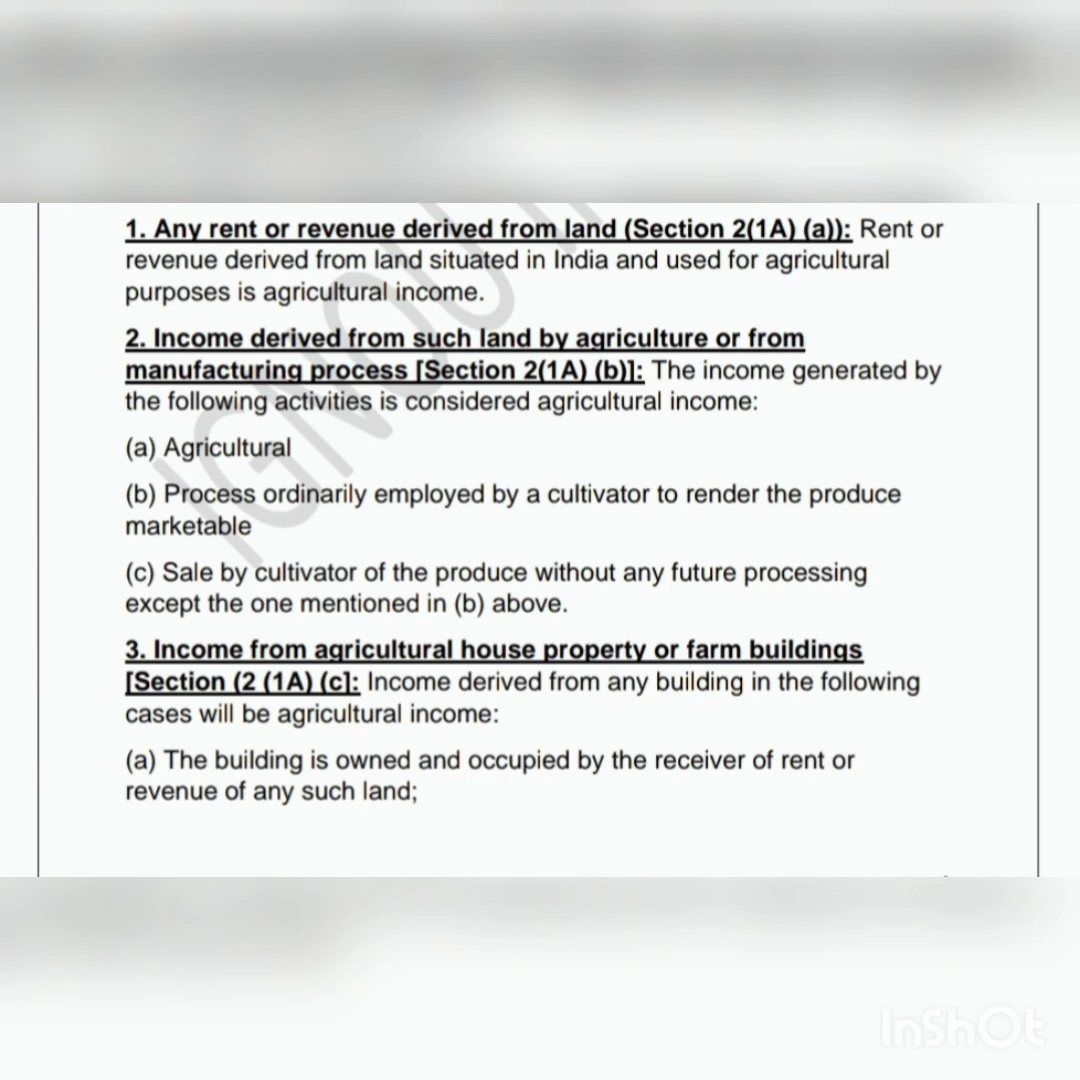 1. Any rent or revenue derived from land (Section 2(1A) (a)): Rent or
revenue derived from land situated in India and used for agricultural
purposes is agricultural income.
2. Income derived from such land by agriculture or from
manufacturing process [Section 2(1A) (b)]: The income generated by
the following activities is considered agricultural income:
(a) Agricultural
(b) Process ordinarily employed by a cultivator to render the produce
marketable
(c) Sale by cultivator of the produce without any future processing
except the one mentioned in (b) above.
3. Income from agricultural house property or farm buildings
[Section (2 (1A) (c]: Income derived from any building in the following
cases will be agricultural income:
(a) The building is owned and occupied by the receiver of rent or
revenue of any such land;
IGNOU
InShOt